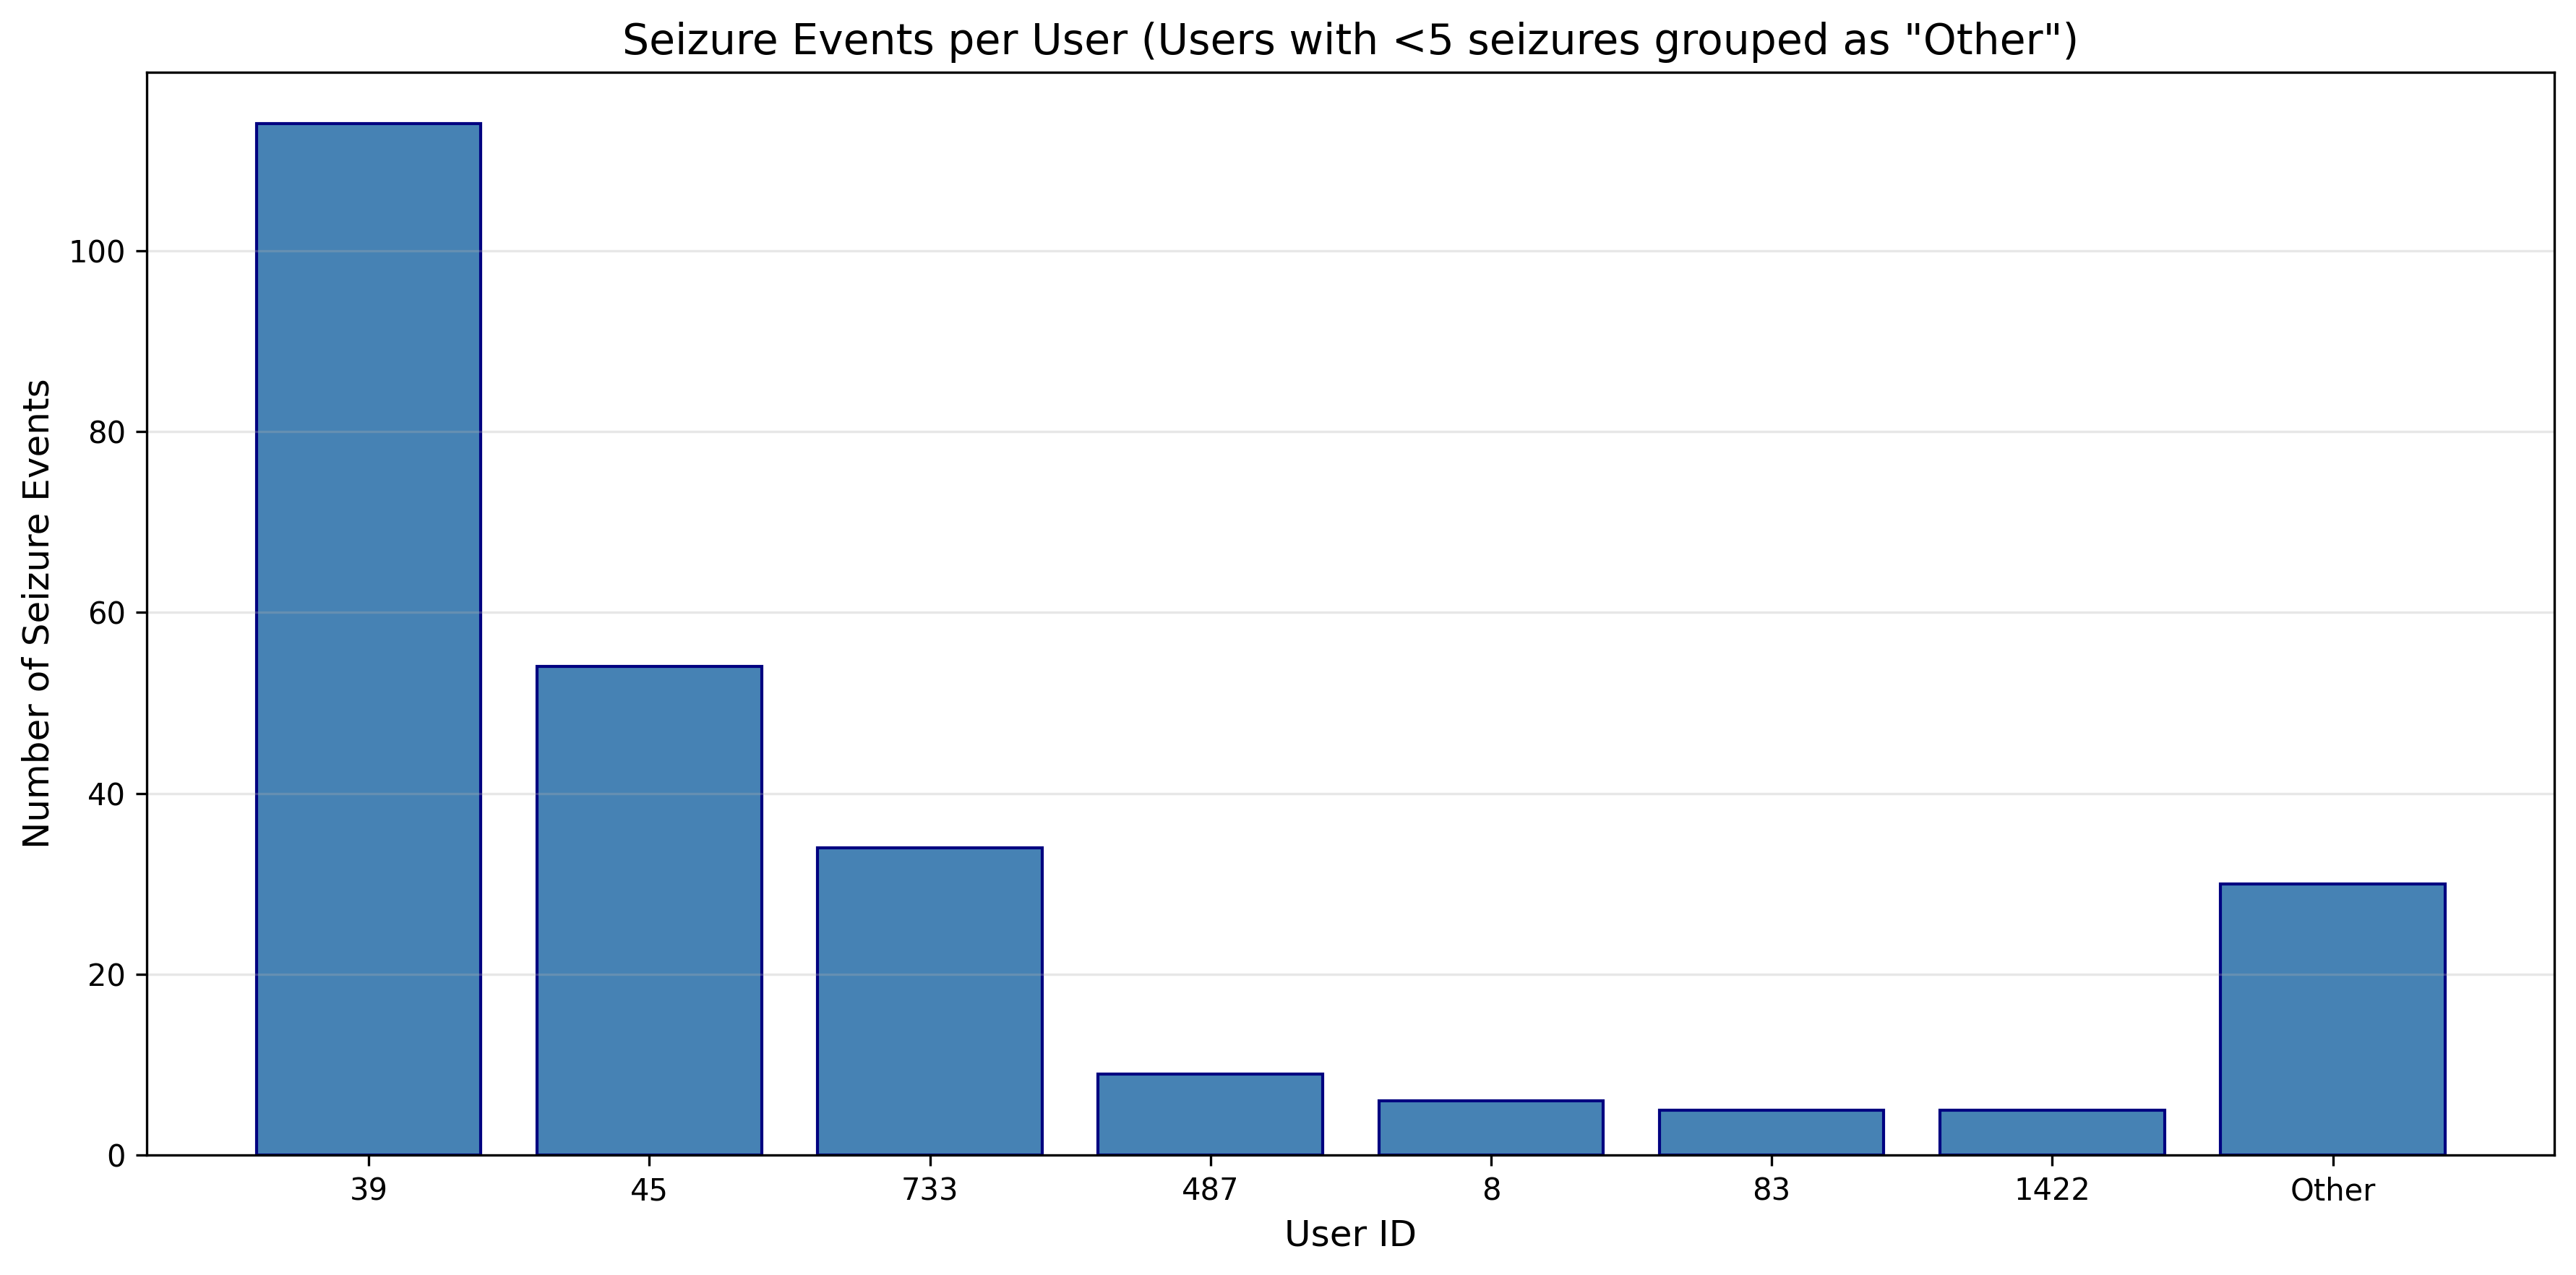 Seizure Events per User (Users with <5 seizures grouped as "Other")
Number of Seizure Events
100
80
60
40
20
0
39 45 733 487 8 83 1422 Other
User ID